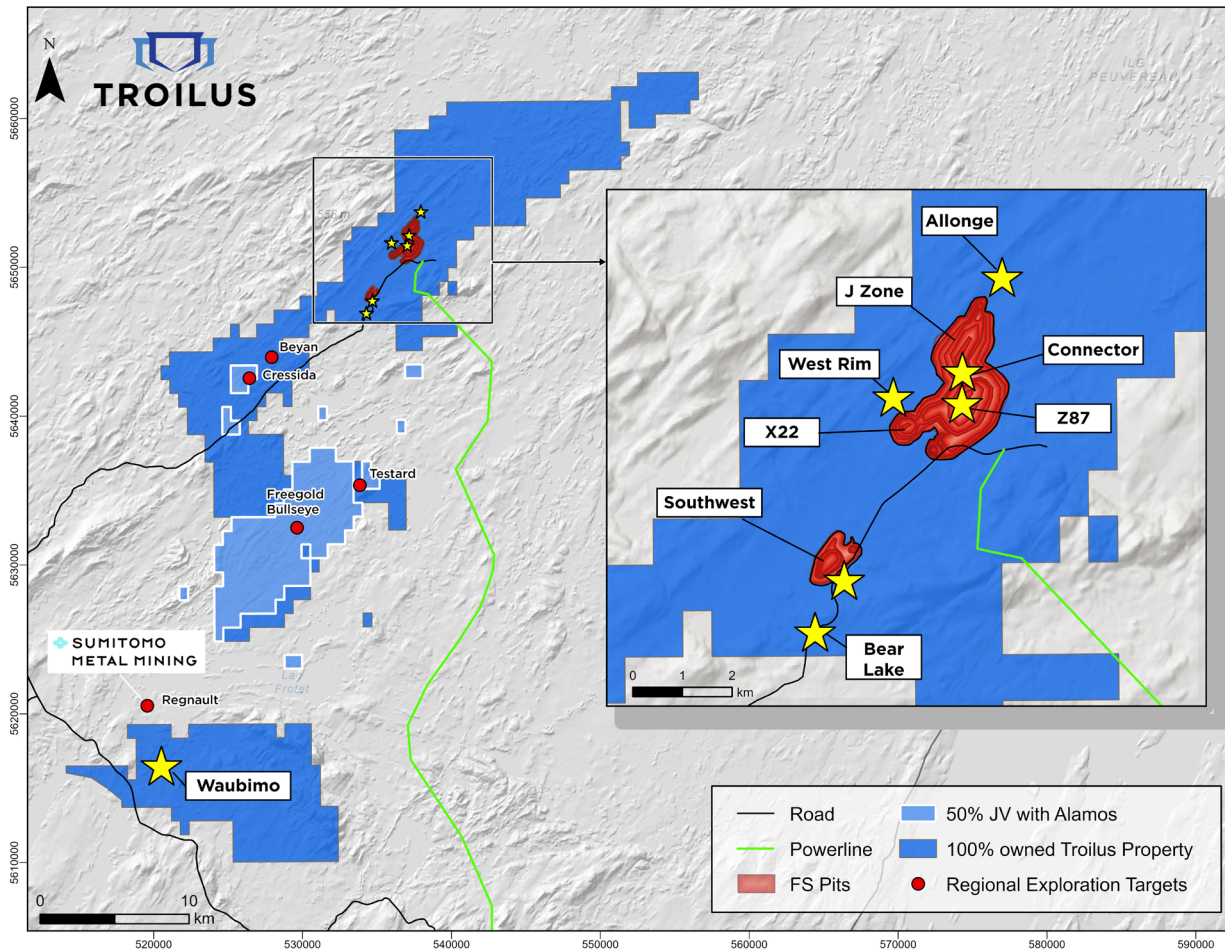 N
TROILUS
ILE
PEUVEREAU
556 m
5660000
5650000
5640000
5630000
5620000
5610000
Beyan
Cressida
Testard
Freegold
Bullseye
SUMITOMO
METAL MINING
Lac
Frotet
Regnault
Waubimo
0 10
km
520000 530000 540000 550000 560000 570000 580000 590000
Allonge
J Zone
Connector
West Rim
Z87
X22
Southwest
Bear
Lake
0 1 2
km
Road
Powerline
FS Pits
50% JV with Alamos
100% owned Troilus Property
Regional Exploration Targets